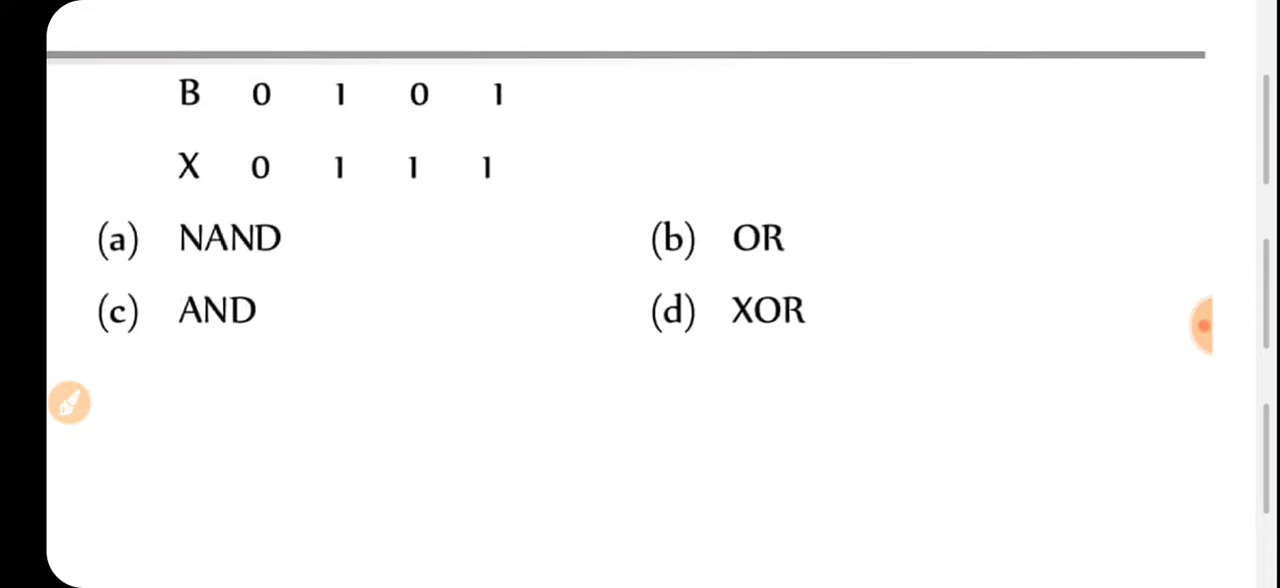 B 0 1 0 1
X 0 1 1 1
(a) NAND (b) OR
(c) AND (d) XOR